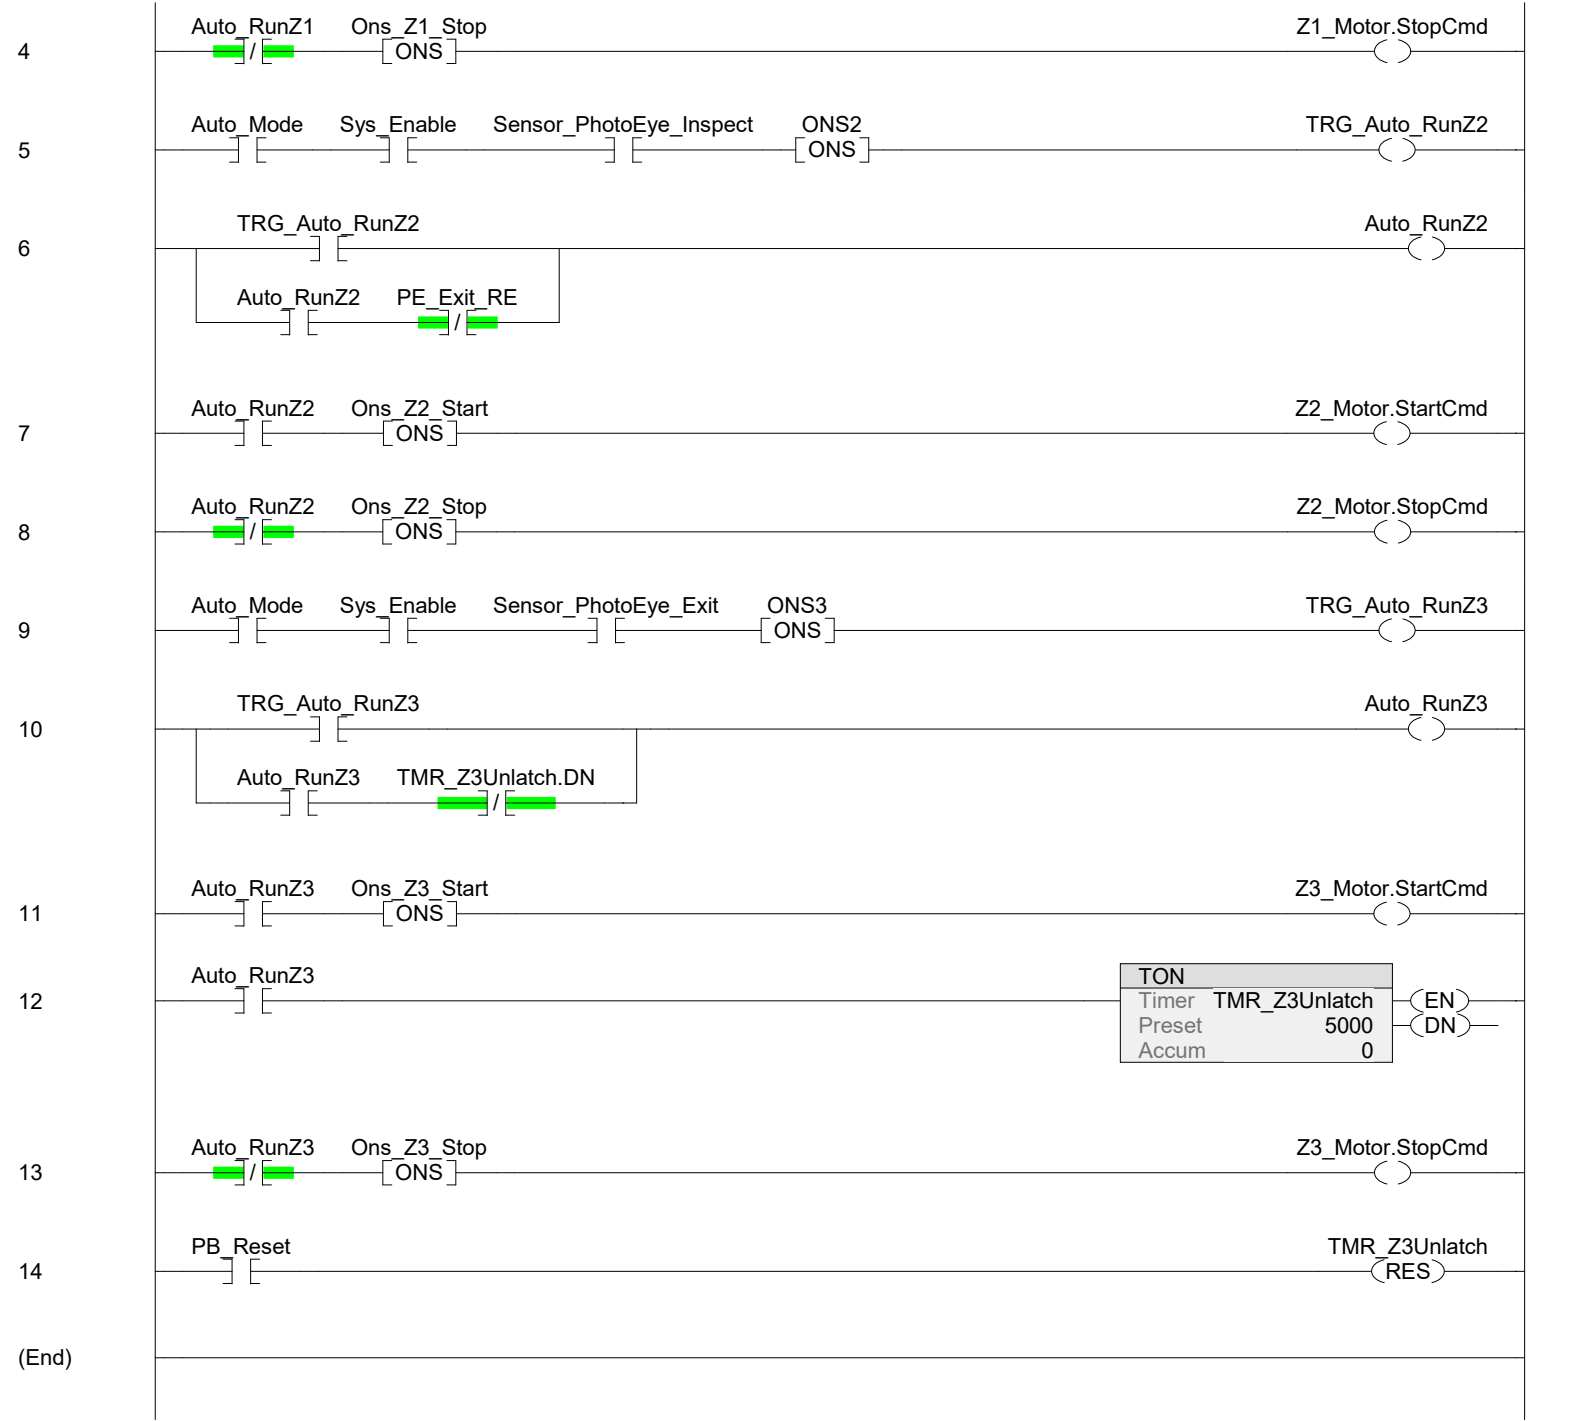 Auto_RunZ1 Ons_Z1_Stop Z1_Motor.StopCmd
4 / ONS
Auto_Mode Sys_Enable Sensor_PhotoEye_Inspect ONS2 TRG_Auto_RunZ2
5 ONS
TRG_Auto_RunZ2 Auto_RunZ2
6
Auto_RunZ2 PE_Exit_RE
/
Auto_RunZ2 Ons_Z2_Start Z2_Motor.StartCmd
7 ONS
Auto_RunZ2 Ons_Z2_Stop Z2_Motor.StopCmd
8 / ONS
Auto_Mode Sys_Enable Sensor_PhotoEye_Exit ONS3 TRG_Auto_RunZ3
9 ONS
TRG_Auto_RunZ3 Auto_RunZ3
10
Auto_RunZ3 TMR_Z3Unlatch.DN
/
Auto_RunZ3 Ons_Z3_Start Z3_Motor.StartCmd
11 ONS
Auto_RunZ3 TON
12 Timer TMR_Z3Unlatch EN
Preset 5000 DN
Accum 0
Auto_RunZ3 Ons_Z3_Stop Z3_Motor.StopCmd
13 / ONS
PB_Reset TMR_Z3Unlatch
14 RES
(End)